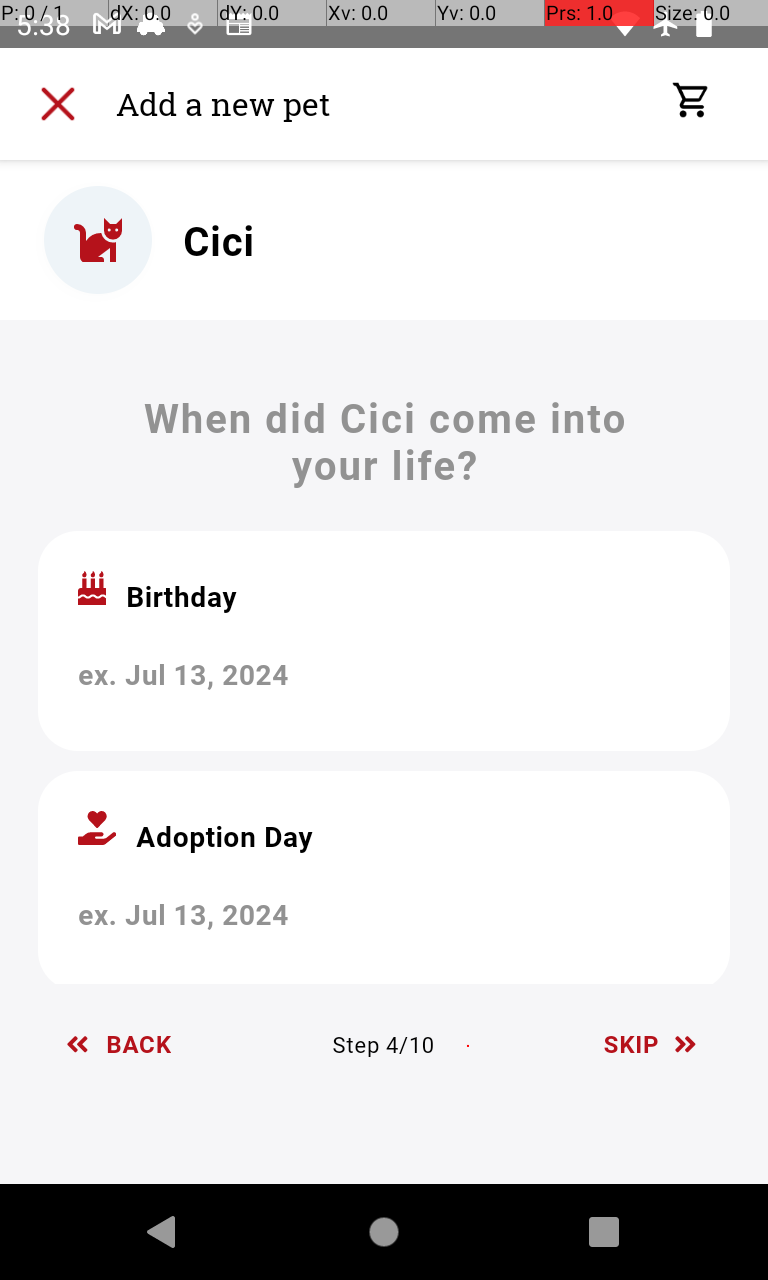 P: 0 / 1 dX: 0.0 dY: 0.0 Xv: 0.0 Yv: 0.0 Prs: 1.0 Size: 0.0
5:38
Add a new pet
Cici
When did Cici come into
your life?
Birthday
ex. Jul 13, 2024
Adoption Day
ex. Jul 13, 2024
BACK Step 4/10 SKIP